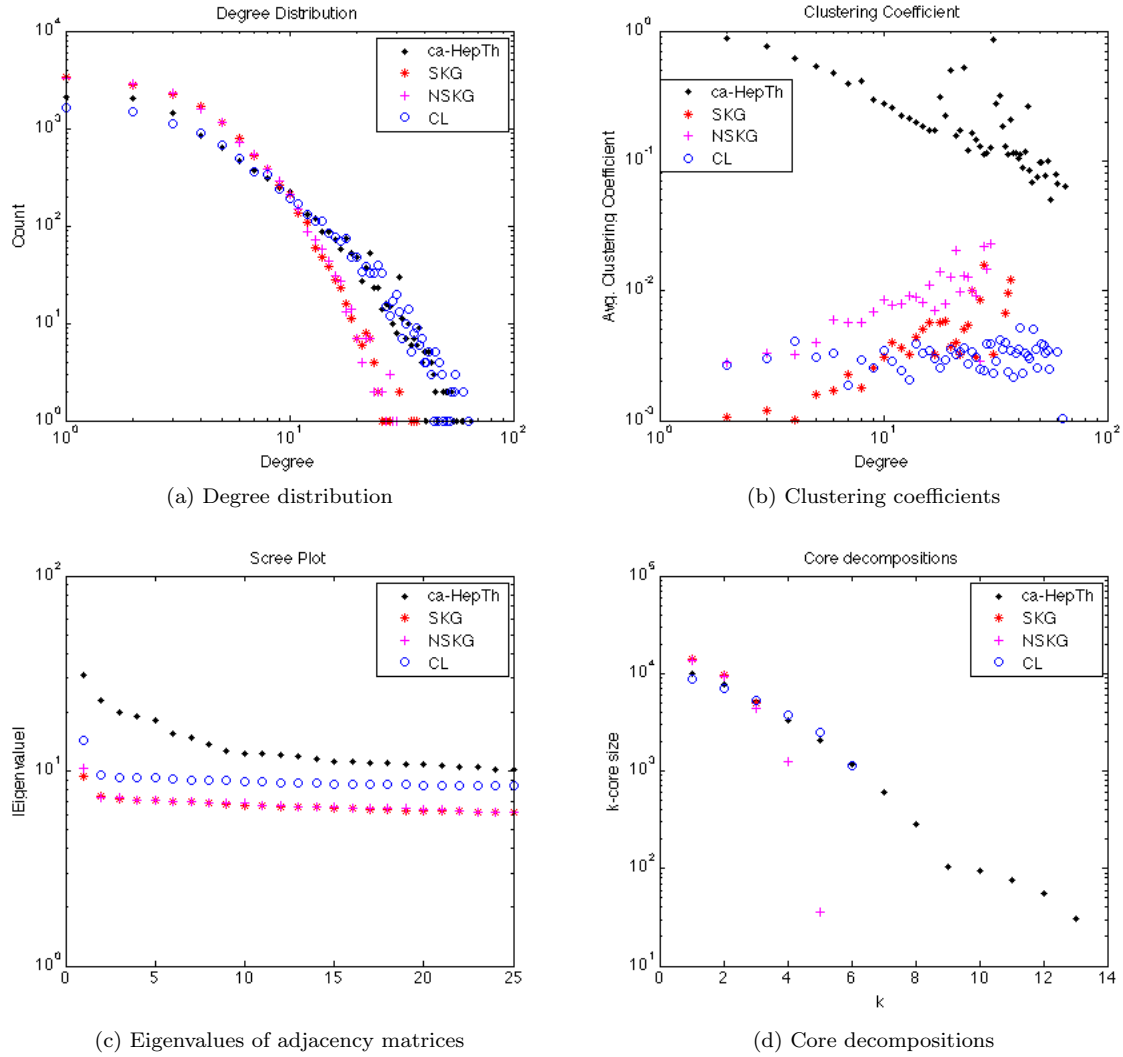 Degree Distribution
10^4
10^3
10^2
10^1
10^0
Count
10^0
10^1
10^2
Degree
ca-HepTh
SKG
NSKG
CL
(a) Degree distribution
Clustering Coefficient
10^0
10^-1
10^-2
10^-3
Avg. Clustering Coefficient
10^0
10^1
10^2
Degree
ca-HepTh
SKG
NSKG
CL
(b) Clustering coefficients
Scree Plot
10^2
10^1
10^0
|Eigenvalue|
0 5 10 15 20 25
ca-HepTh
SKG
NSKG
CL
(c) Eigenvalues of adjacency matrices
Core decompositions
10^5
10^4
10^3
10^2
10^1
k-core size
0 2 4 6 8 10 12 14
k
ca-HepTh
SKG
NSKG
CL
(d) Core decompositions